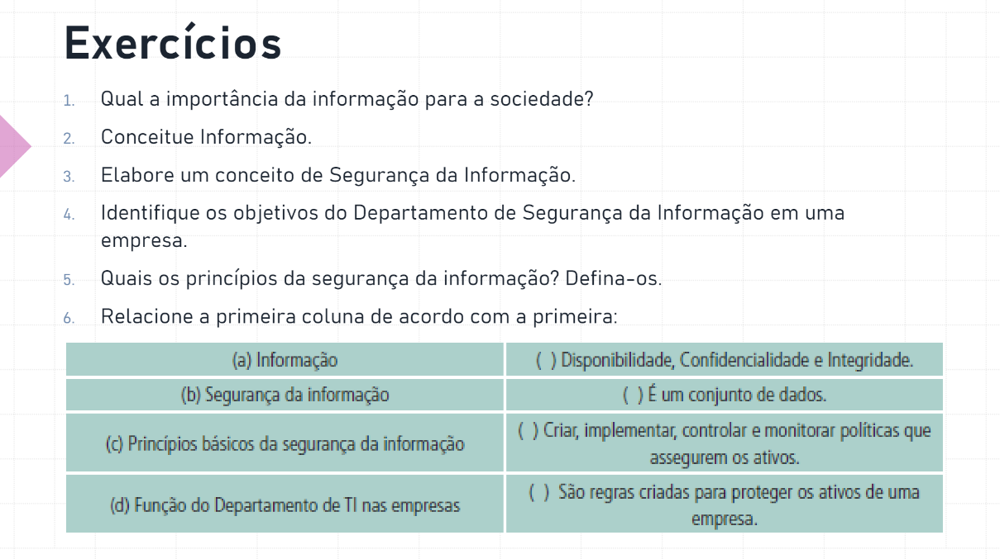 Exercícios
1. Qual a importância da informação para a sociedade?
2. Conceitue Informação.
3. Elabore um conceito de Segurança da Informação.
4. Identifique os objetivos do Departamento de Segurança da Informação em uma
empresa.
5. Quais os princípios da segurança da informação? Defina-os.
6. Relacione a primeira coluna de acordo com a primeira:
(a) Informação
( ) Disponibilidade, Confidencialidade e Integridade.
(b) Segurança da informação
( ) É um conjunto de dados.
(c) Princípios básicos da segurança da informação
( ) Criar, implementar, controlar e monitorar políticas que
assegurem os ativos.
(d) Função do Departamento de TI nas empresas
( ) São regras criadas para proteger os ativos de uma
empresa.